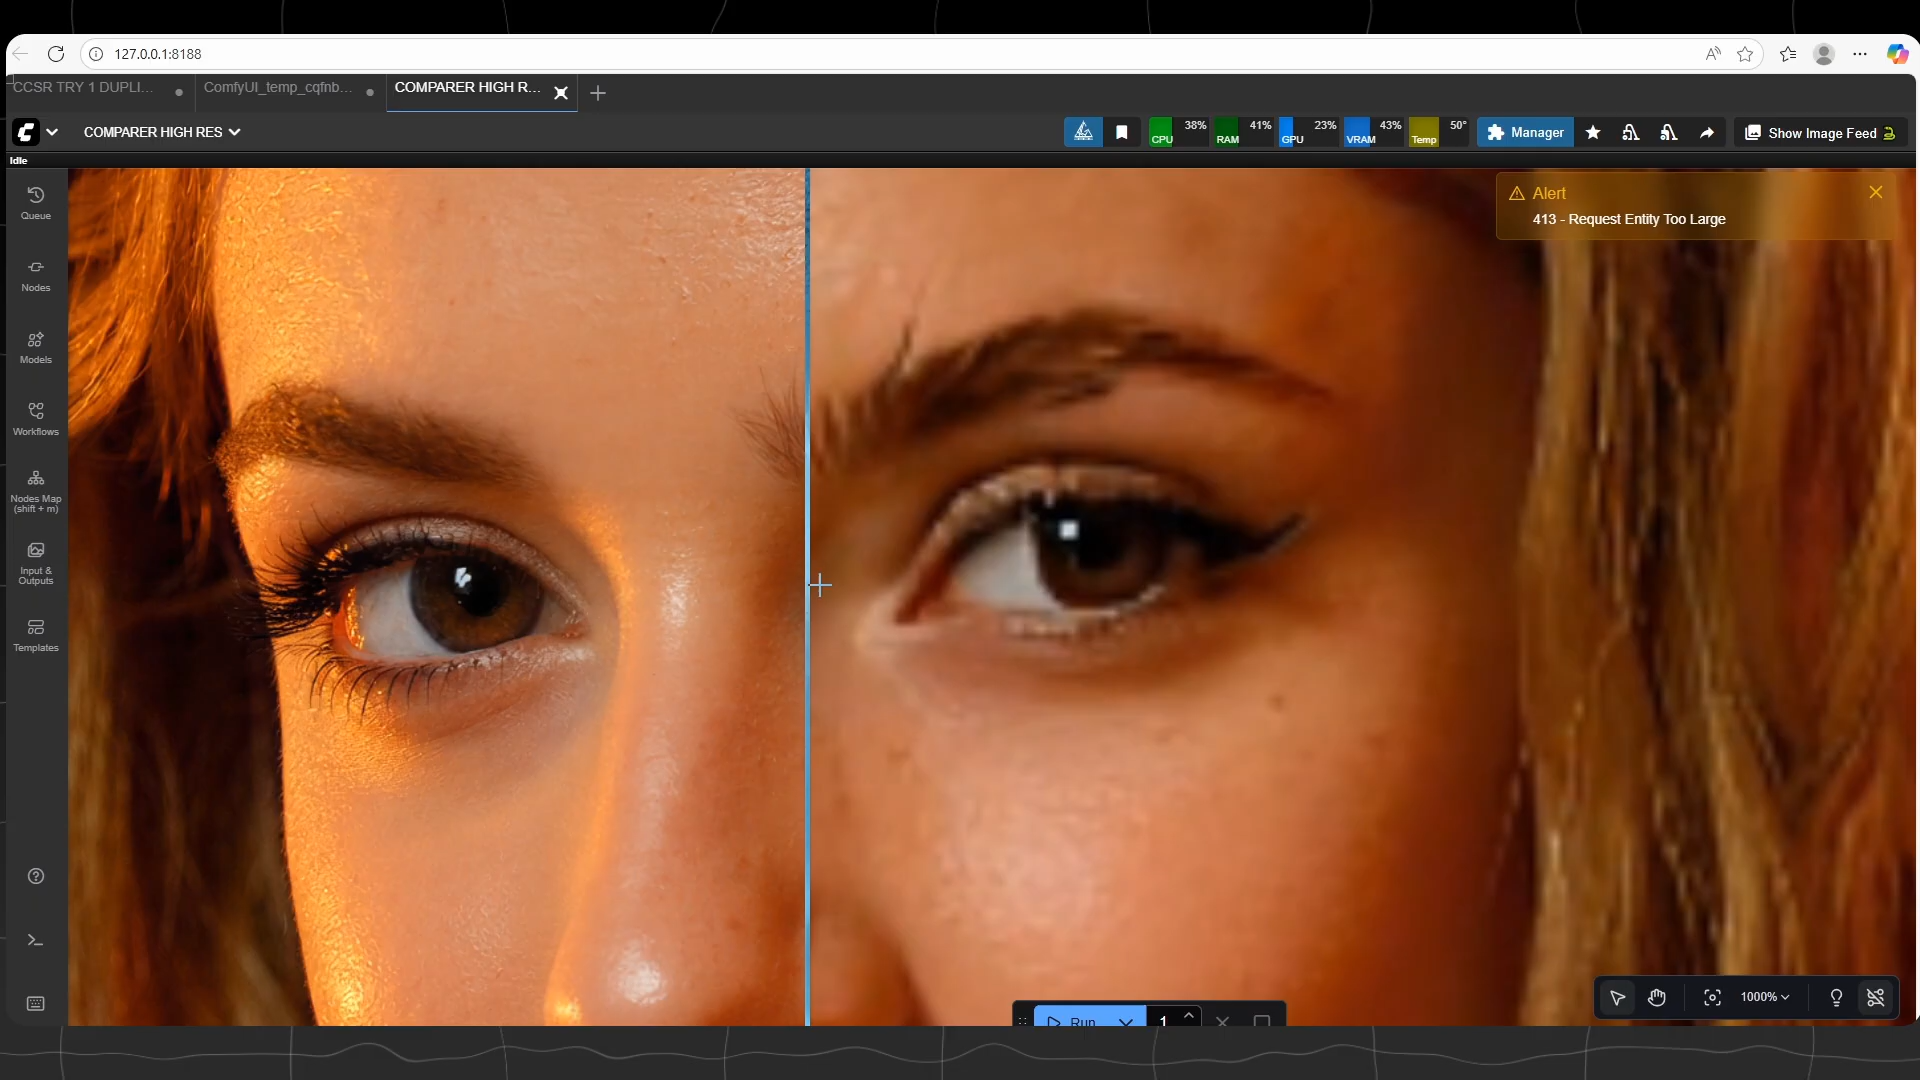 127.0.0.1:8188
CCSR TRY 1 DUPLI...
ComfyUI_temp_cqfnb...
COMPARER HIGH R...
COMPARER HIGH RES
CPU 38%
RAM 41%
GPU 23%
VRAM 43%
Temp 50°
Manager
Show Image Feed
Idle
Queue
Nodes
Models
Workflows
Nodes Map
(shift + m)
Input &
Outputs
Templates
Alert
413 - Request Entity Too Large
Run
1
1000%